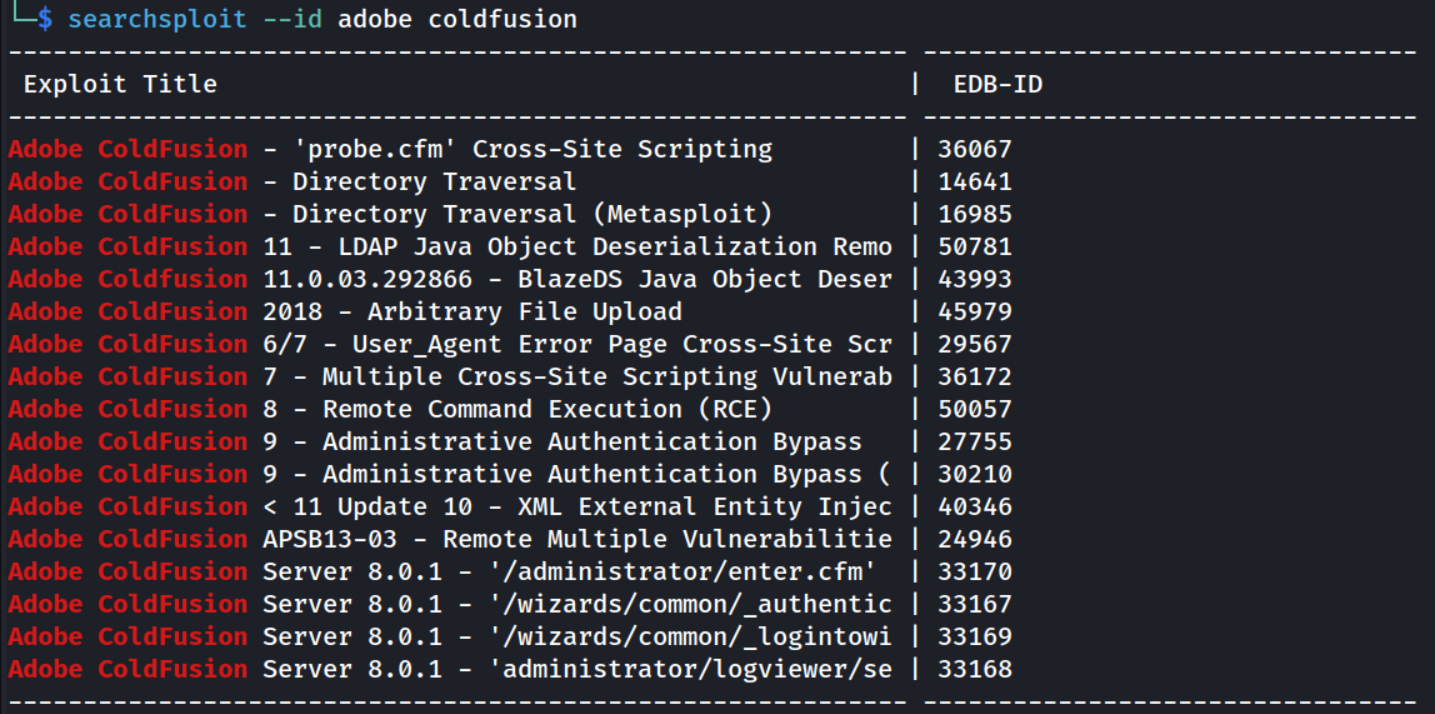 └─$ searchsploit --id adobe coldfusion
------------------------------------------------------------ ---------------------------------
Exploit Title | EDB-ID
------------------------------------------------------------ ---------------------------------
Adobe ColdFusion - 'probe.cfm' Cross-Site Scripting | 36067
Adobe ColdFusion - Directory Traversal | 14641
Adobe ColdFusion - Directory Traversal (Metasploit) | 16985
Adobe ColdFusion 11 - LDAP Java Object Deserialization Remo | 50781
Adobe Coldfusion 11.0.03.292866 - BlazeDS Java Object Deser | 43993
Adobe ColdFusion 2018 - Arbitrary File Upload | 45979
Adobe ColdFusion 6/7 - User_Agent Error Page Cross-Site Scr | 29567
Adobe ColdFusion 7 - Multiple Cross-Site Scripting Vulnerab | 36172
Adobe ColdFusion 8 - Remote Command Execution (RCE) | 50057
Adobe ColdFusion 9 - Administrative Authentication Bypass | 27755
Adobe ColdFusion 9 - Administrative Authentication Bypass ( | 30210
Adobe ColdFusion < 11 Update 10 - XML External Entity Injec | 40346
Adobe ColdFusion APSB13-03 - Remote Multiple Vulnerabilitie | 24946
Adobe ColdFusion Server 8.0.1 - '/administrator/enter.cfm' | 33170
Adobe ColdFusion Server 8.0.1 - '/wizards/common/_authentic | 33167
Adobe ColdFusion Server 8.0.1 - '/wizards/common/_logintowi | 33169
Adobe ColdFusion Server 8.0.1 - 'administrator/logviewer/se | 33168
------------------------------------------------------------ ---------------------------------